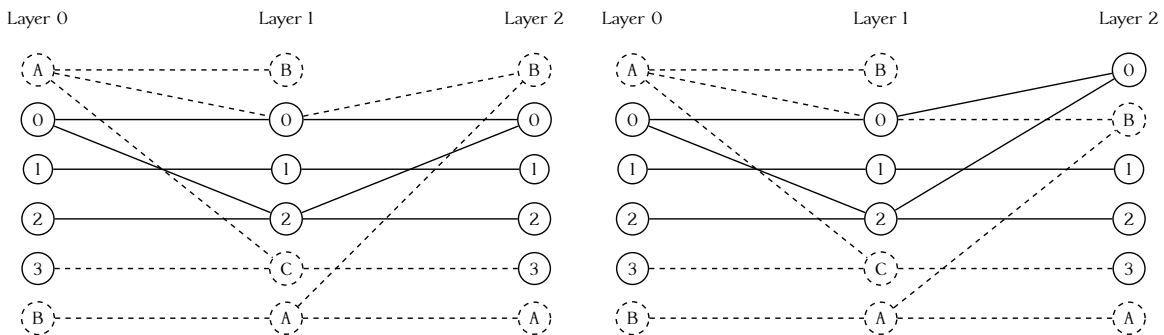 Layer 0 Layer 1 Layer 2 Layer 0 Layer 1 Layer 2
A B B A B 0
0 0 0 0 0 B
1 1 1 1 1 1
2 2 2 2 2 2
3 C 3 3 C 3
B A A B A A